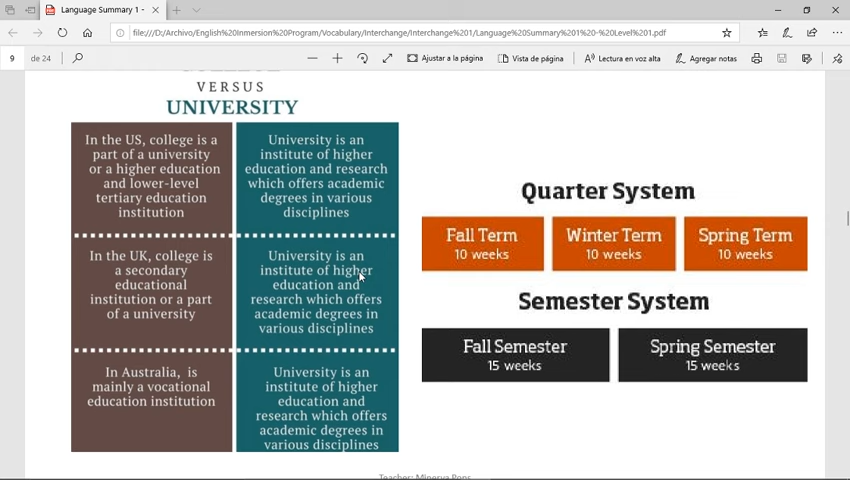 Language Summary 1 -
file:///D:/Archivo/English%20Inmersion%20Program/Vocabulary/Interchange/Interchange%201/Language%20Summary%201%20-%20Level%201.pdf
9 de 24
Ajustar a la página
Vista de página
Lectura en voz alta
Agregar notas
COLLEGE
VERSUS
UNIVERSITY
In the US, college is a
part of a university
or a higher education
and lower-level
tertiary education
institution
University is an
institute of higher
education and research
which offers academic
degrees in various
disciplines
In the UK, college is
a secondary
educational
institution or a part
of a university
University is an
institute of higher
education and
research which offers
academic degrees in
various disciplines
In Australia, is
mainly a vocational
education institution
University is an
institute of higher
education and
research which offers
academic degrees in
various disciplines
Quarter System
Fall Term
10 weeks
Winter Term
10 weeks
Spring Term
10 weeks
Semester System
Fall Semester
15 weeks
Spring Semester
15 weeks
Teacher: Minerva